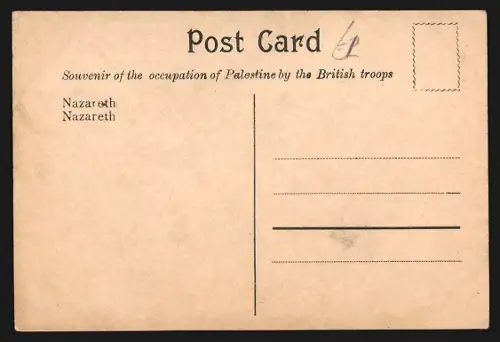 Post Card
Souvenir of the occupation of Palestine by the British troops
Nazareth
Nazareth